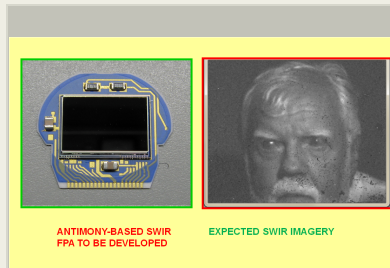 ANTIMONY-BASED SWIR
FPA TO BE DEVELOPED
EXPECTED SWIR IMAGERY